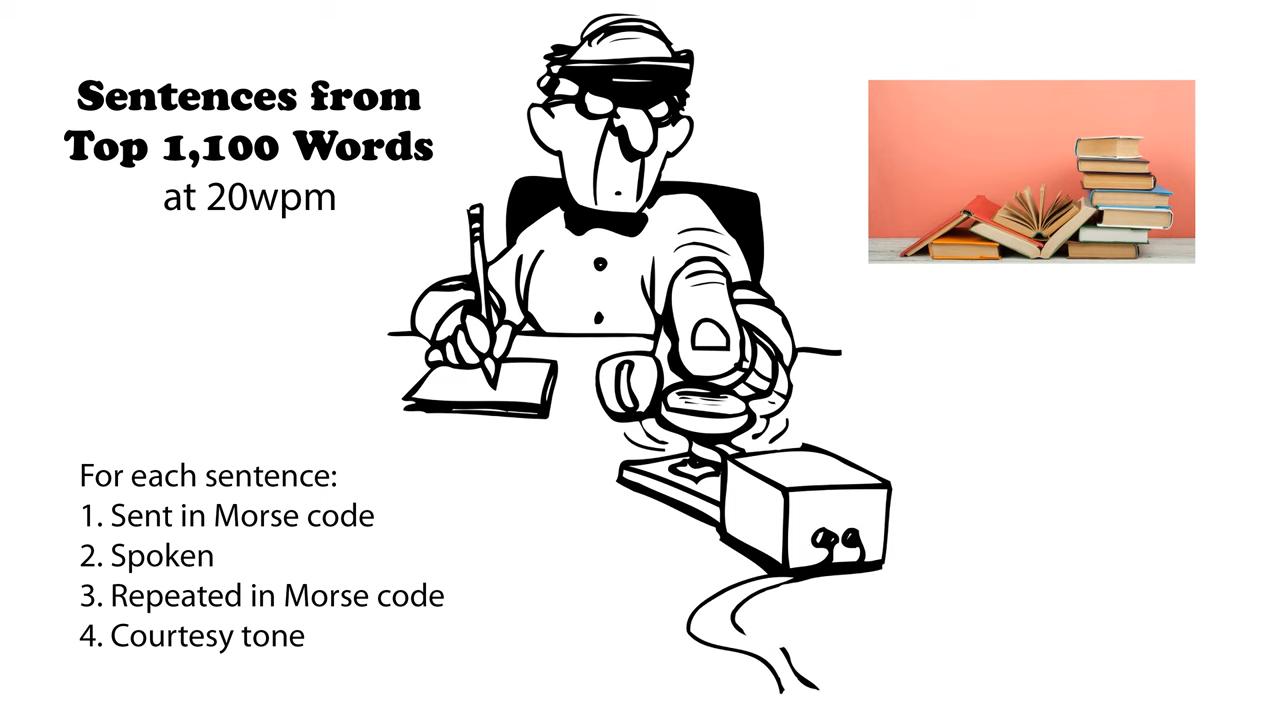 Sentences from
Top 1,100 Words
at 20wpm
For each sentence:
1. Sent in Morse code
2. Spoken
3. Repeated in Morse code
4. Courtesy tone